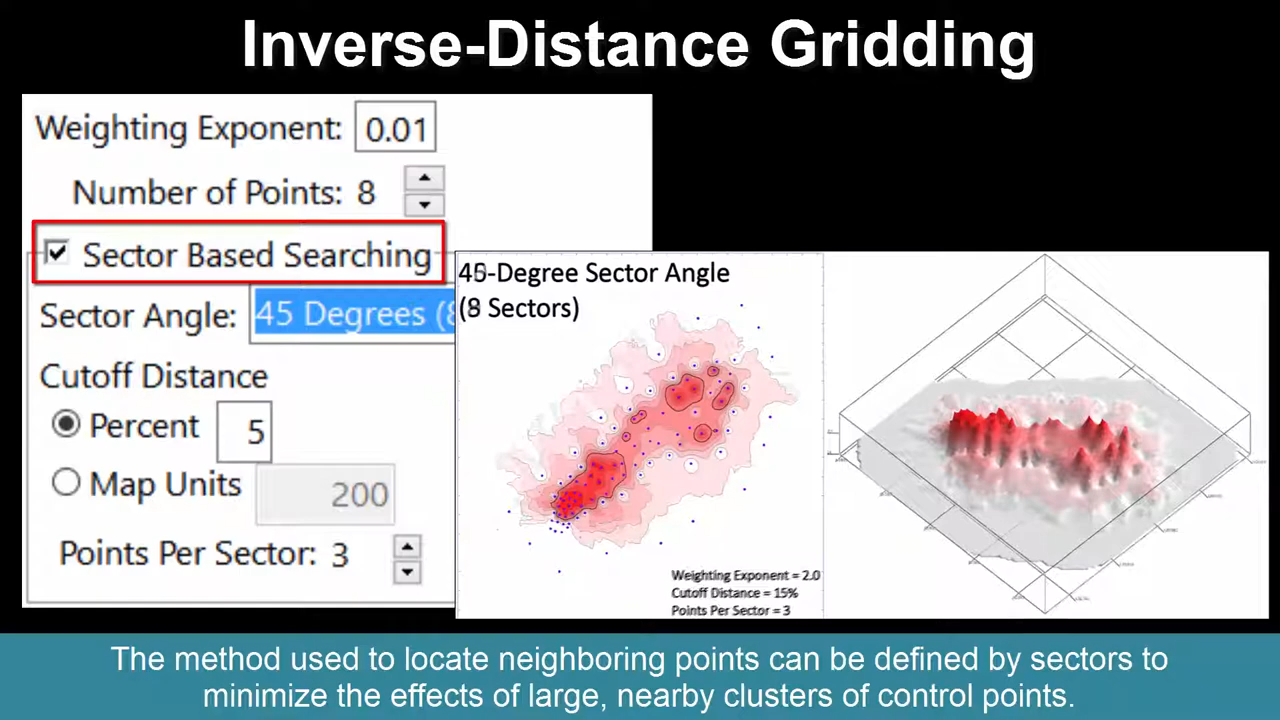 Inverse-Distance Gridding
Weighting Exponent: 0.01
Number of Points: 8
Sector Based Searching
Sector Angle: 45 Degrees (8
Cutoff Distance
Percent 5
Map Units 200
Points Per Sector: 3
45-Degree Sector Angle
(8 Sectors)
Weighting Exponent = 2.0
Cutoff Distance = 15%
Points Per Sector = 3
The method used to locate neighboring points can be defined by sectors to
minimize the effects of large, nearby clusters of control points.